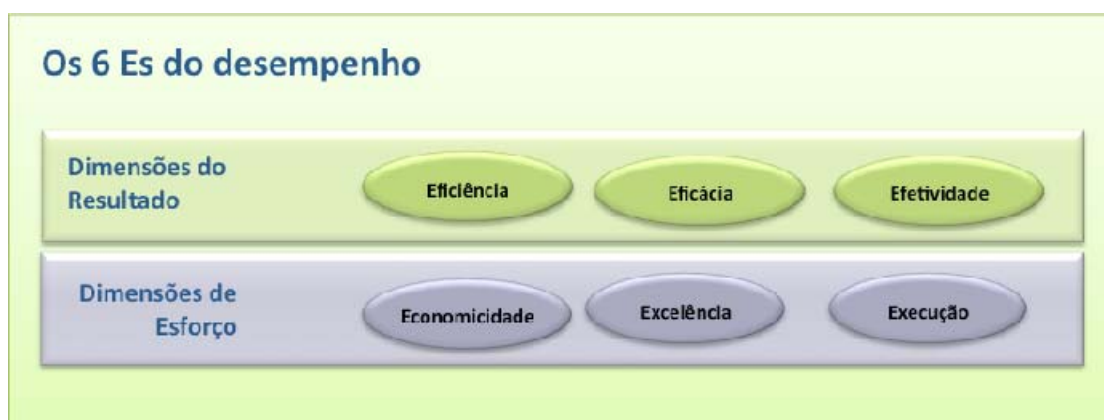 Os 6 Es do desempenho
Dimensões do
Resultado
Eficiência
Eficácia
Efetividade
Dimensões de
Esforço
Economicidade
Excelência
Execução